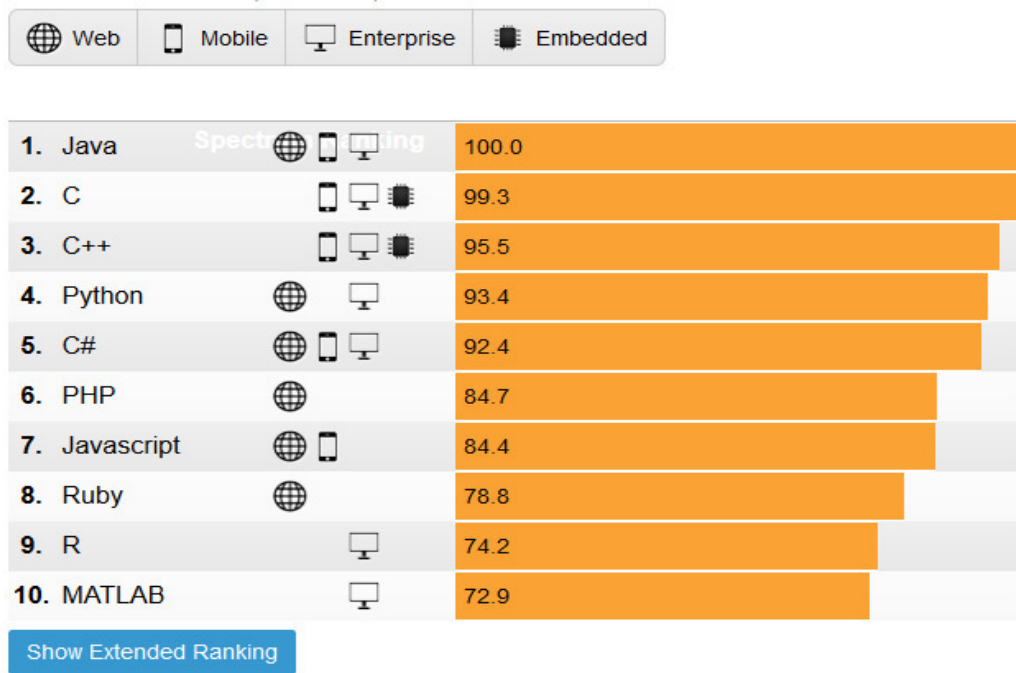 Web Mobile Enterprise Embedded
Spectrum Ranking
1. Java 100.0
2. C 99.3
3. C++ 95.5
4. Python 93.4
5. C# 92.4
6. PHP 84.7
7. Javascript 84.4
8. Ruby 78.8
9. R 74.2
10. MATLAB 72.9
Show Extended Ranking